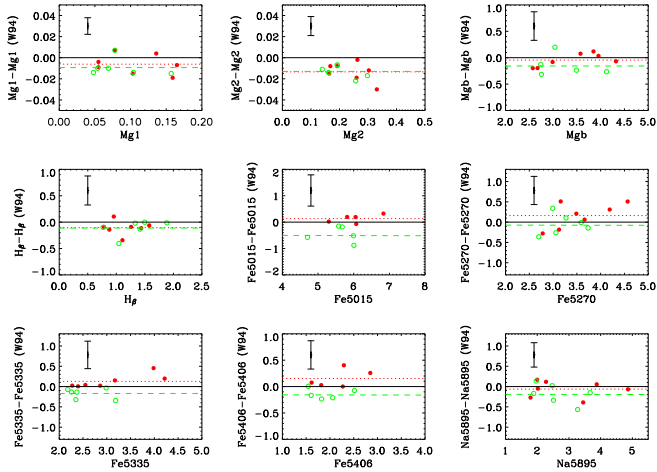 0.04
0.02
0.00
-0.02
-0.04
Mg1-Mg1 (W94)
0.00 0.05 0.10 0.15 0.20
Mg1
0.04
0.02
0.00
-0.02
-0.04
Mg2-Mg2 (W94)
0.0 0.1 0.2 0.3 0.4 0.5
Mg2
1.0
0.5
0.0
-0.5
-1.0
Mgb-Mgb (W94)
2.0 2.5 3.0 3.5 4.0 4.5 5.0
Mgb
1.0
0.5
0.0
-0.5
-1.0
Hβ-Hβ (W94)
0.0 0.5 1.0 1.5 2.0 2.5
Hβ
2
1
0
-1
-2
Fe5015-Fe5015 (W94)
4 5 6 7 8
Fe5015
1.0
0.5
0.0
-0.5
-1.0
Fe5270-Fe5270 (W94)
2.0 2.5 3.0 3.5 4.0 4.5 5.0
Fe5270
1.0
0.5
0.0
-0.5
-1.0
Fe5335-Fe5335 (W94)
2.0 2.5 3.0 3.5 4.0 4.5 5.0
Fe5335
1.0
0.5
0.0
-0.5
-1.0
Fe5406-Fe5406 (W94)
1.0 1.5 2.0 2.5 3.0 3.5 4.0
Fe5406
1.0
0.5
0.0
-0.5
-1.0
Na5895-Na5895 (W94)
1 2 3 4 5
Na5895